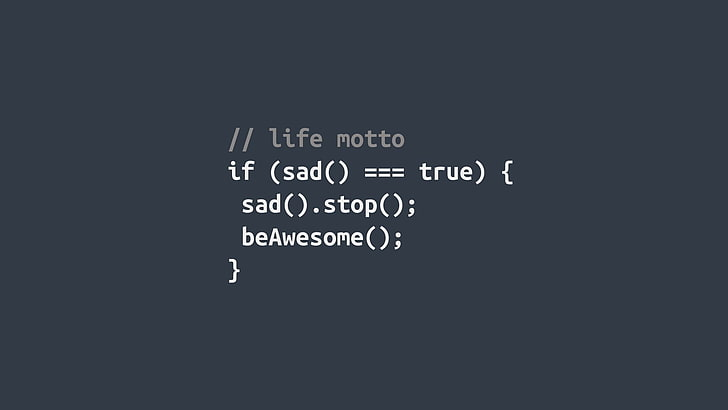 // life motto
if (sad() === true) {
 sad().stop();
 beAwesome();
}